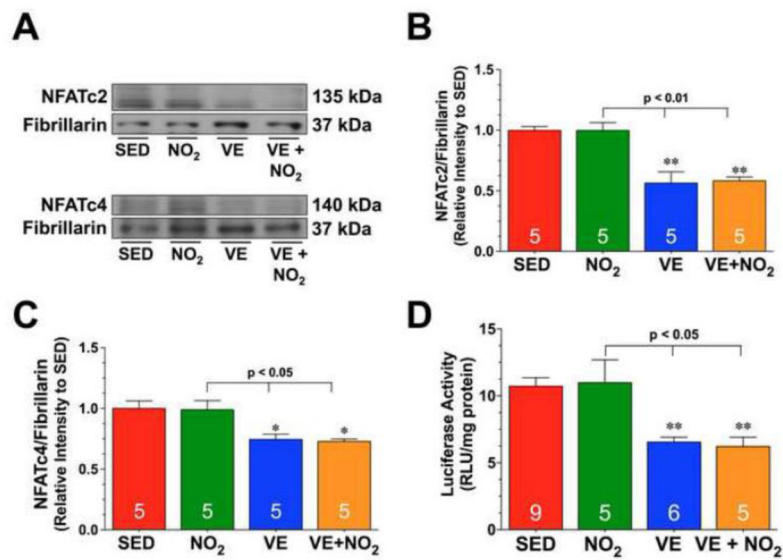 A
NFATc2 135 kDa
Fibrillarin 37 kDa
SED NO₂ VE VE +
NO₂
NFATc4 140 kDa
Fibrillarin 37 kDa
SED NO₂ VE VE +
NO₂
B
NFATc2/Fibrillarin
(Relative Intensity to SED)
1.5
1.0
0.5
0.0
p < 0.01
** **
5 5 5 5
SED NO₂ VE VE+NO₂
C
NFATc4/Fibrillarin
(Relative Intensity to SED)
1.5
1.0
0.5
0.0
p < 0.05
* *
5 5 5 5
SED NO₂ VE VE+NO₂
D
Luciferase Activity
(RLU/mg protein)
15
10
5
0
p < 0.05
** **
9 5 6 5
SED NO₂ VE VE + NO₂